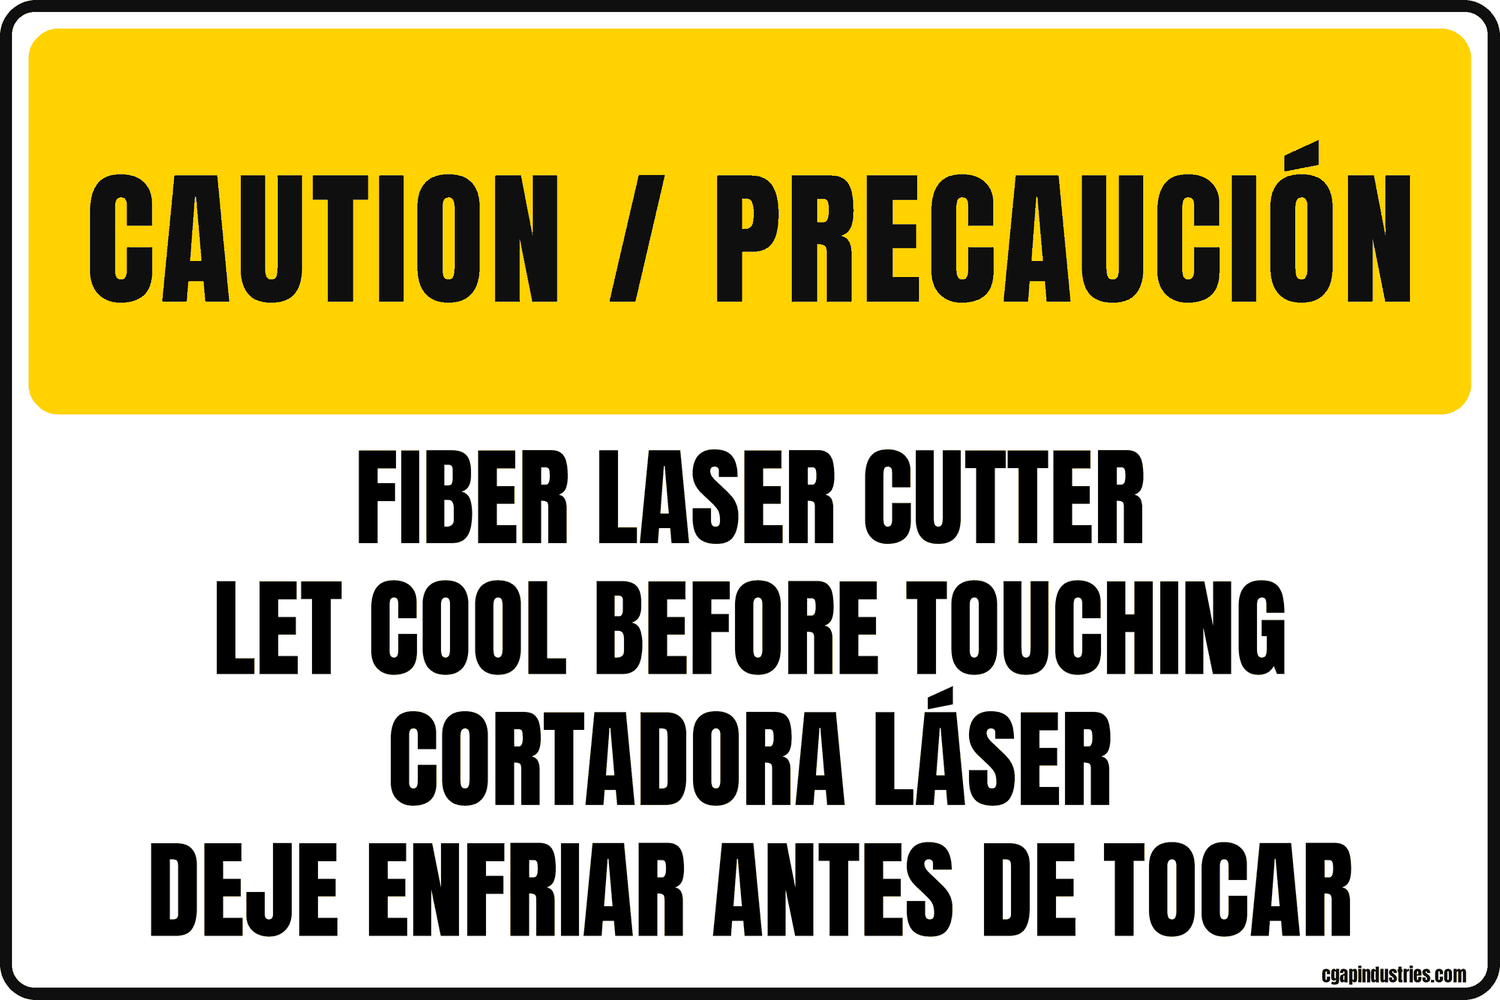 CAUTION / PRECAUCIÓN
FIBER LASER CUTTER
LET COOL BEFORE TOUCHING
CORTADORA LÁSER
DEJE ENFRIAR ANTES DE TOCAR
cgapindustries.com